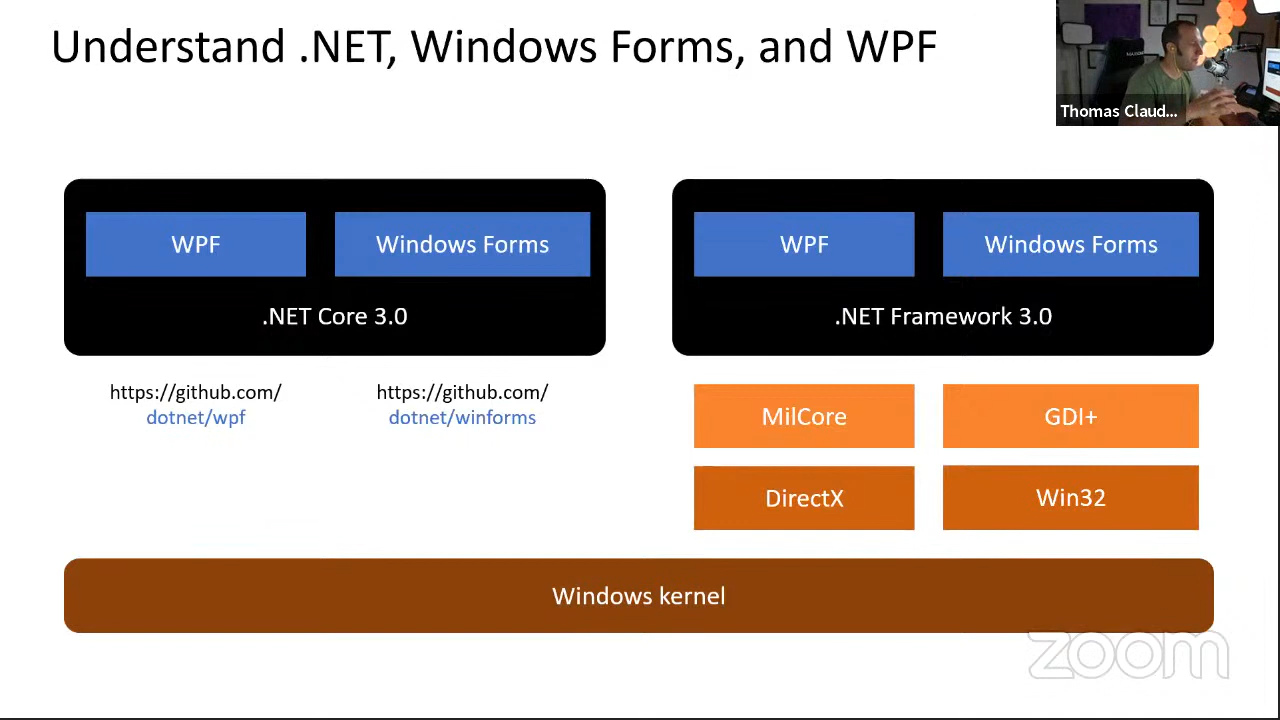 Understand .NET, Windows Forms, and WPF
Thomas Claud...
WPF
Windows Forms
.NET Core 3.0
WPF
Windows Forms
.NET Framework 3.0
https://github.com/
dotnet/wpf
https://github.com/
dotnet/winforms
MilCore
GDI+
DirectX
Win32
Windows kernel
zoom